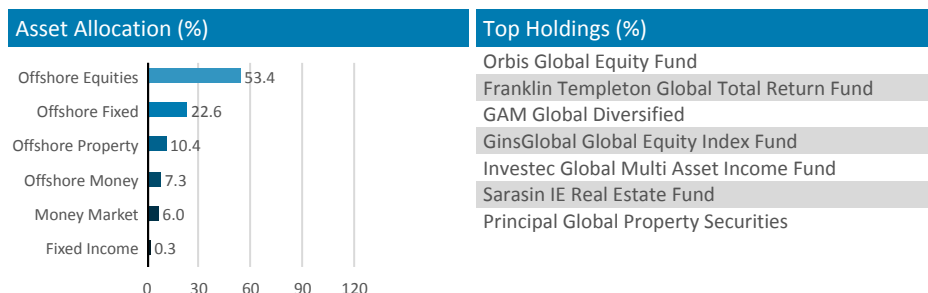 Asset Allocation (%)
Offshore Equities 53.4
Offshore Fixed 22.6
Offshore Property 10.4
Offshore Money 7.3
Money Market 6.0
Fixed Income 0.3
0 30 60 90 120
Top Holdings (%)
Orbis Global Equity Fund
Franklin Templeton Global Total Return Fund
GAM Global Diversified
GinsGlobal Global Equity Index Fund
Investec Global Multi Asset Income Fund
Sarasin IE Real Estate Fund
Principal Global Property Securities